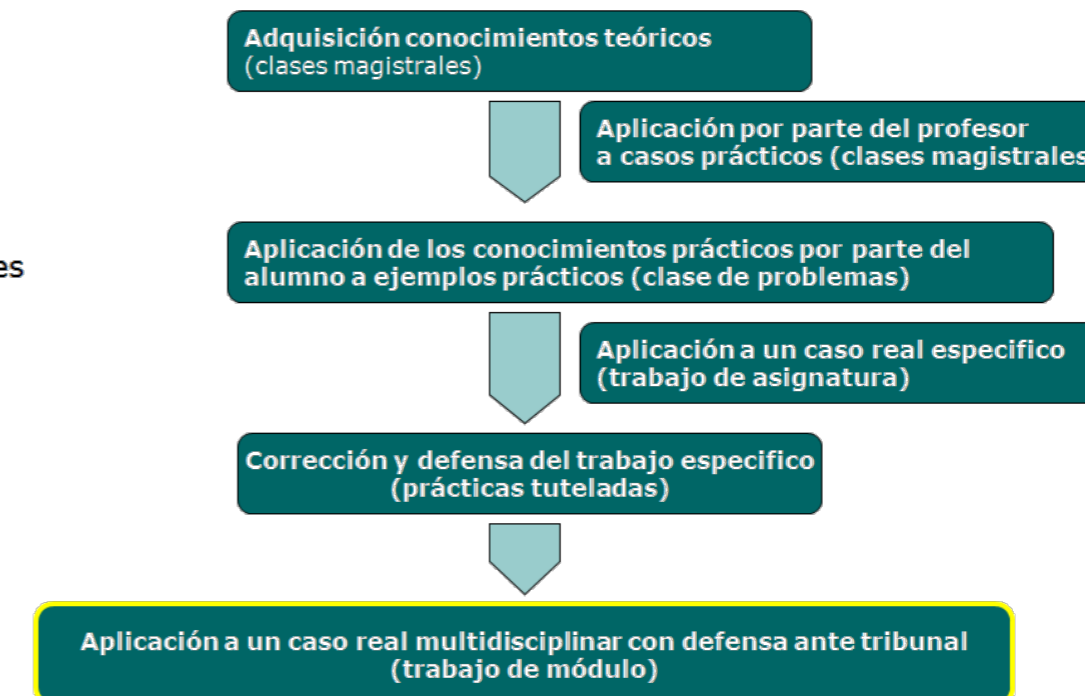 Adquisición conocimientos teóricos
(clases magistrales)
Aplicación por parte del profesor
a casos prácticos (clases magistrales
es
Aplicación de los conocimientos prácticos por parte del
alumno a ejemplos prácticos (clase de problemas)
Aplicación a un caso real especifico
(trabajo de asignatura)
Corrección y defensa del trabajo especifico
(prácticas tuteladas)
Aplicación a un caso real multidisciplinar con defensa ante tribunal
(trabajo de módulo)